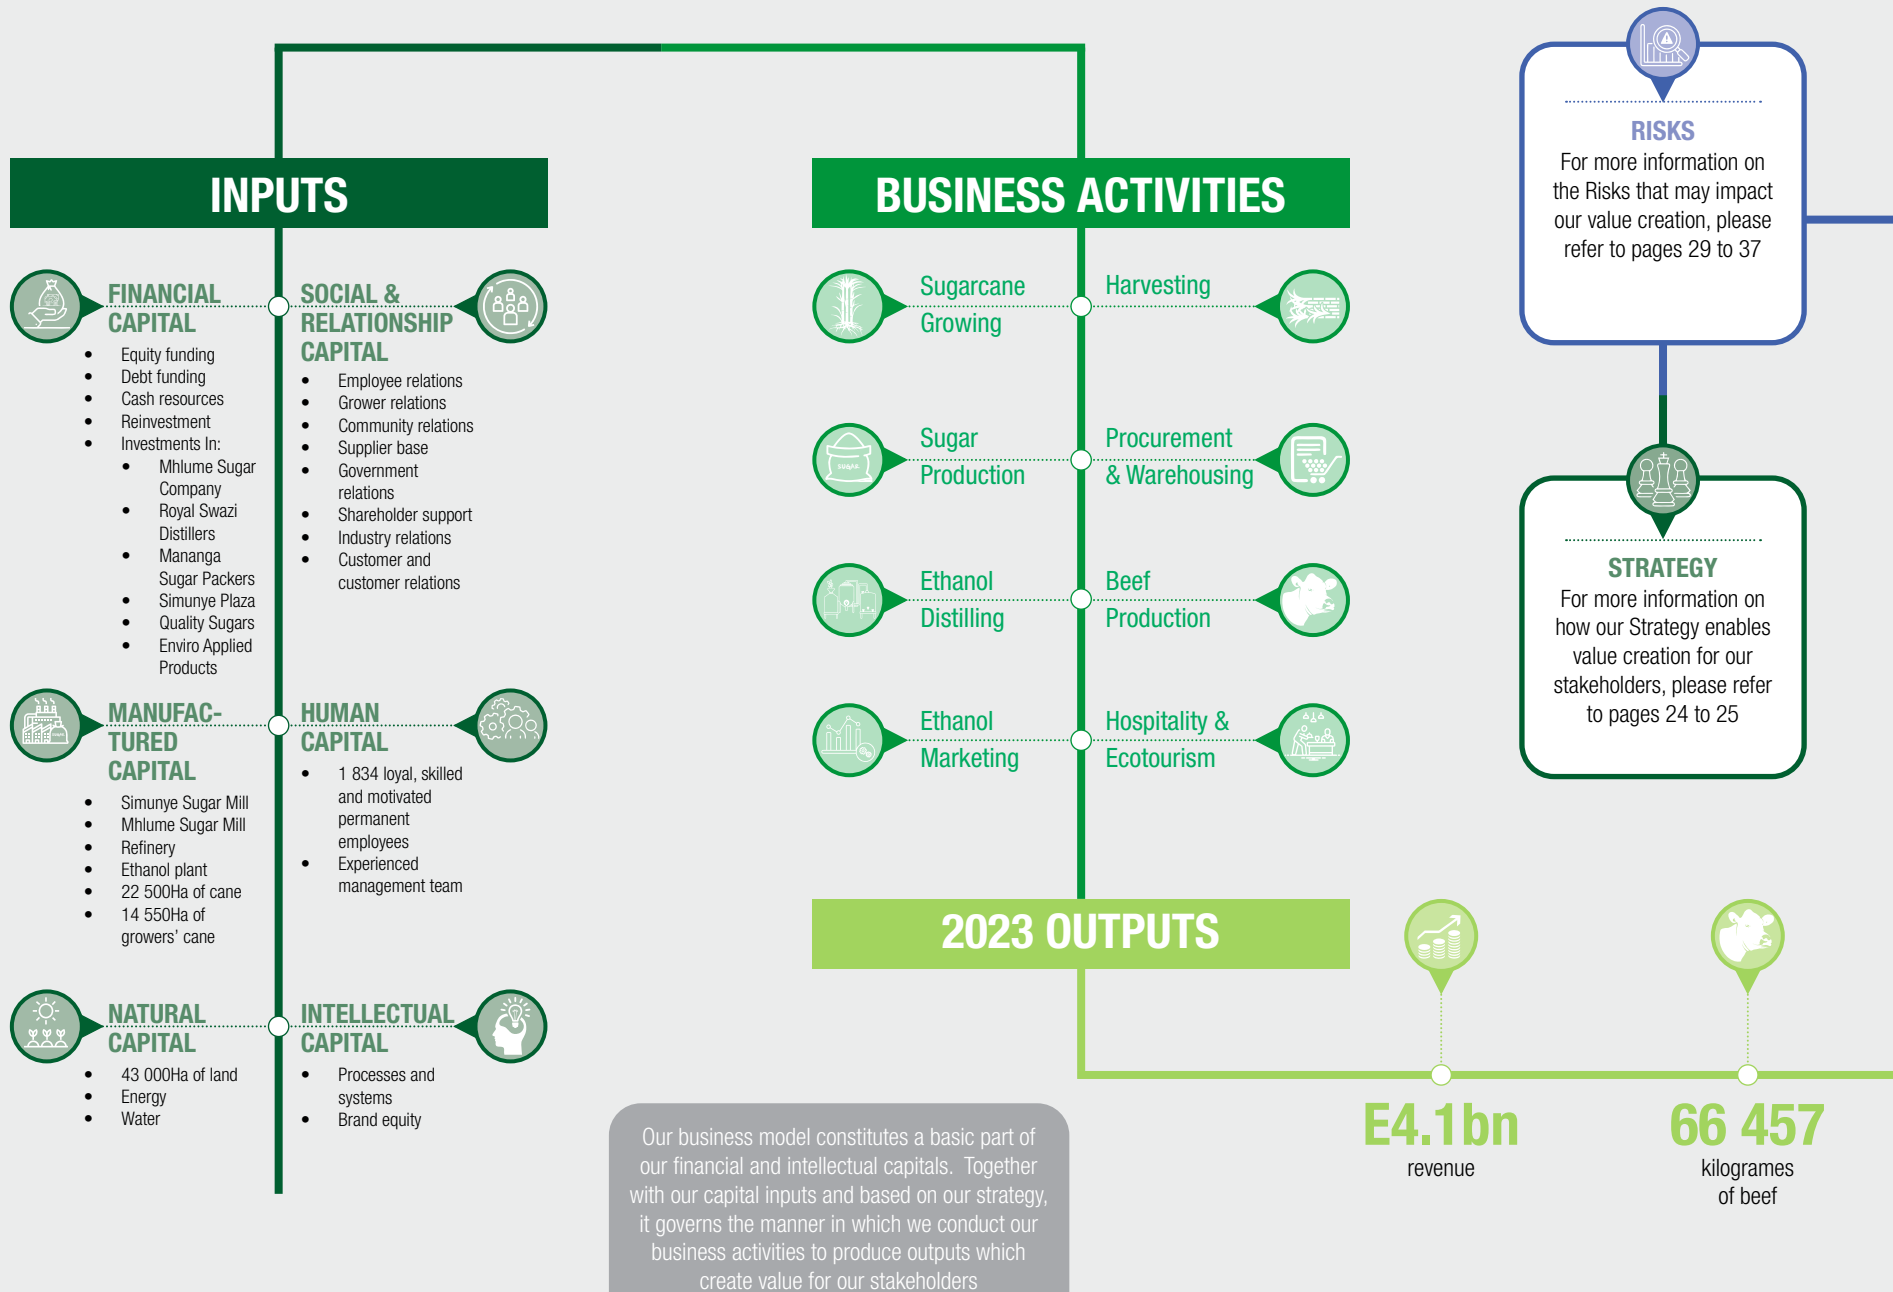 INPUTS
FINANCIAL
CAPITAL
• Equity funding
• Debt funding
• Cash resources
• Reinvestment
• Investments In:
• Mhlume Sugar
Company
• Royal Swazi
Distillers
• Mananga
Sugar Packers
• Simunye Plaza
• Quality Sugars
• Enviro Applied
Products
SOCIAL &
RELATIONSHIP
CAPITAL
• Employee relations
• Grower relations
• Community relations
• Supplier base
• Government
relations
• Shareholder support
• Industry relations
• Customer and
customer relations
MANUFAC-
TURED
CAPITAL
• Simunye Sugar Mill
• Mhlume Sugar Mill
• Refinery
• Ethanol plant
• 22 500Ha of cane
• 14 550Ha of
growers' cane
HUMAN
CAPITAL
• 1 834 loyal, skilled
and motivated
permanent
employees
• Experienced
management team
NATURAL
CAPITAL
• 43 000Ha of land
• Energy
• Water
INTELLECTUAL
CAPITAL
• Processes and
systems
• Brand equity
BUSINESS ACTIVITIES
Sugarcane
Growing
Harvesting
SUGAR
Sugar
Production
Procurement
& Warehousing
Ethanol
Distilling
Beef
Production
Ethanol
Marketing
Hospitality &
Ecotourism
RISKS
For more information on
the Risks that may impact
our value creation, please
refer to pages 29 to 37
STRATEGY
For more information on
how our Strategy enables
value creation for our
stakeholders, please refer
to pages 24 to 25
2023 OUTPUTS
E4.1bn
revenue
66 457
kilogrames
of beef
Our business model constitutes a basic part of
our financial and intellectual capitals. Together
with our capital inputs and based on our strategy,
it governs the manner in which we conduct our
business activities to produce outputs which
create value for our stakeholders